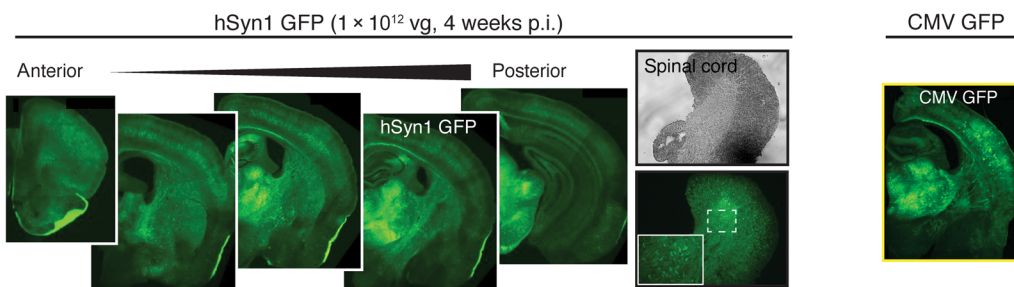 hSyn1 GFP (1 × 10¹² vg, 4 weeks p.i.)
CMV GFP
Anterior
Posterior
Spinal cord
hSyn1 GFP
CMV GFP